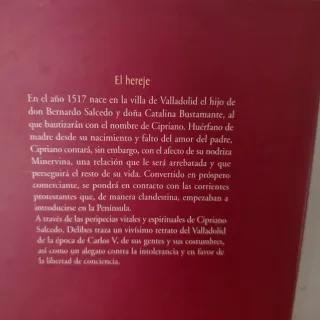 El hereje
En el año 1517 nace en la villa de Valladolid el hijo de
don Bernardo Salcedo y doña Catalina Bustamante, al
que bautizarán con el nombre de Cipriano. Huérfano de
madre desde su nacimiento y falto del amor del padre,
Cipriano contará, sin embargo, con el afecto de su nodriza
Minervina, una relación que le será arrebatada y que
perseguirá el resto de su vida. Convertido en próspero
comerciante, se pondrá en contacto con las corrientes
protestantes que, de manera clandestina, empezaban a
introducirse en la Península.
A través de las peripecias vitales y espirituales de Cipriano
Salcedo, Delibes traza un vivísimo retrato del Valladolid
de la época de Carlos V, de sus gentes y sus costumbres,
así como un alegato contra la intolerancia y en favor de
la libertad de conciencia.